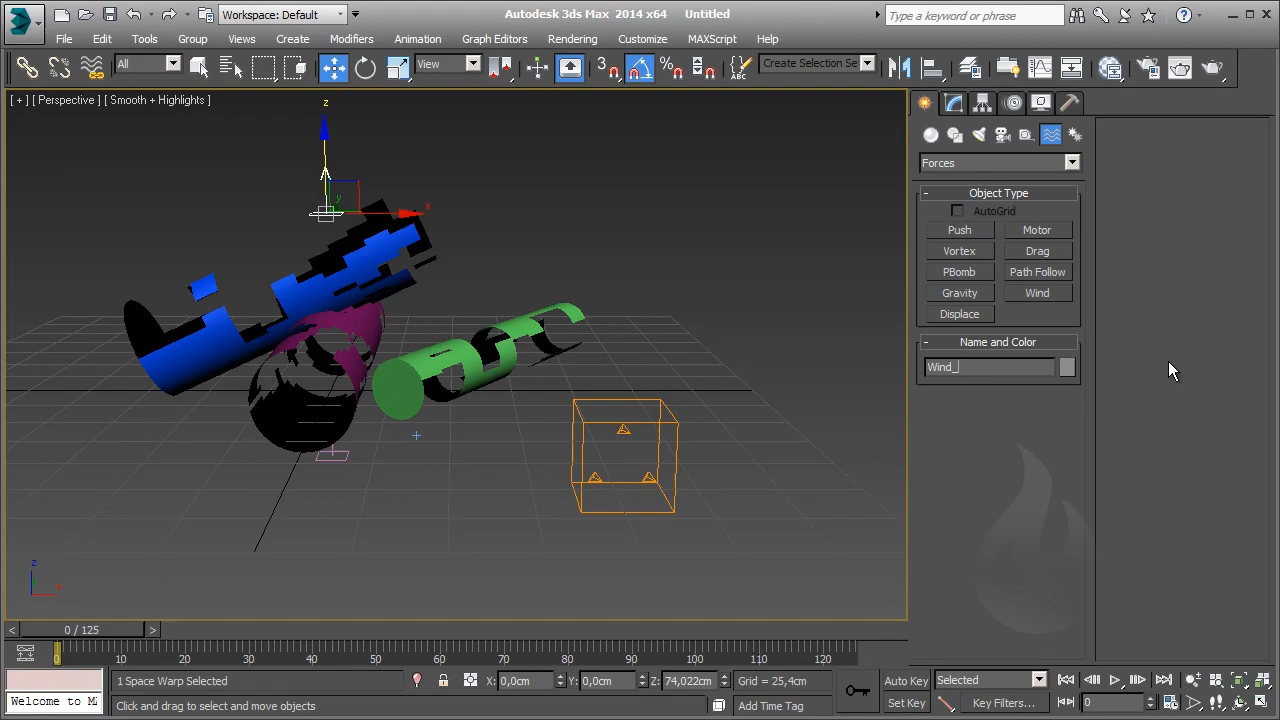 Workspace: Default
Autodesk 3ds Max 2014 x64 Untitled
Type a keyword or phrase
File Edit Tools Group Views Create Modifiers Animation Graph Editors Rendering Customize MAXScript Help
All
View
3
Create Selection Se
[ + ] [ Perspective ] [ Smooth + Highlights ]
z
y
x
Forces
- Object Type
AutoGrid
Push Motor
Vortex Drag
PBomb Path Follow
Gravity Wind
Displace
- Name and Color
Wind_
z
x
< 0 / 125 >
0 10 20 30 40 50 60 70 80 90 100 110 120
1 Space Warp Selected
X: 0,0cm Y: 0,0cm Z: 74,022cm Grid = 25,4cm
Auto Key Selected
Welcome to M
Click and drag to select and move objects
Add Time Tag
Set Key Key Filters... 0